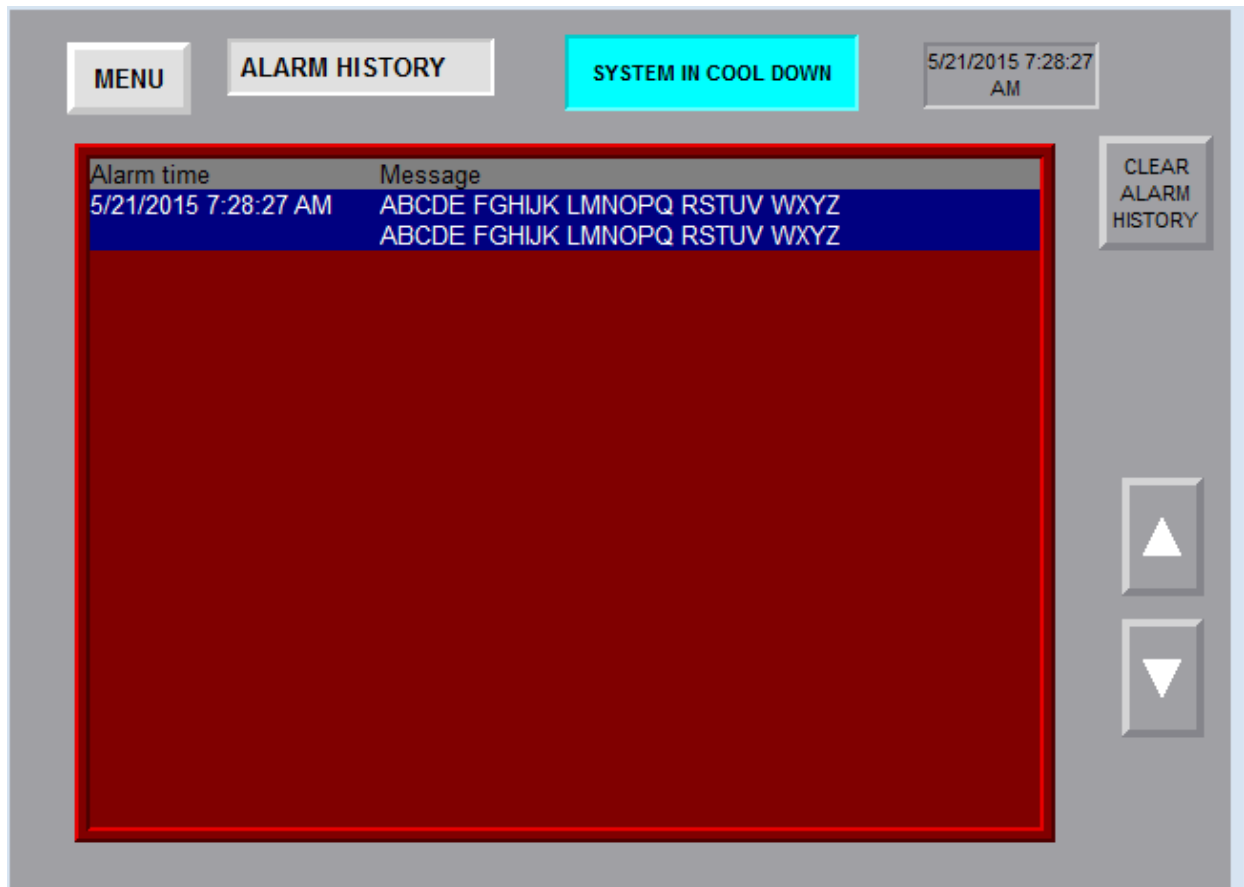 MENU
ALARM HISTORY
SYSTEM IN COOL DOWN
5/21/2015 7:28:27
AM
CLEAR
ALARM
HISTORY
Alarm time Message
5/21/2015 7:28:27 AM ABCDE FGHIJK LMNOPQ RSTUV WXYZ
ABCDE FGHIJK LMNOPQ RSTUV WXYZ